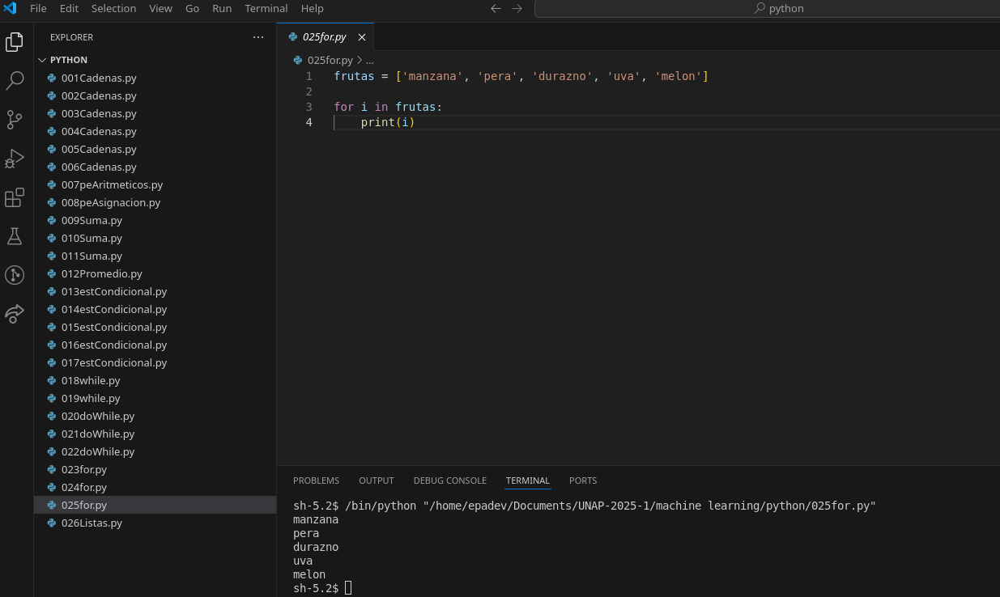 File Edit Selection View Go Run Terminal Help
python
EXPLORER
PYTHON
001Cadenas.py
002Cadenas.py
003Cadenas.py
004Cadenas.py
005Cadenas.py
006Cadenas.py
007peAritmeticos.py
008peAsignacion.py
009Suma.py
010Suma.py
011Suma.py
012Promedio.py
013estCondicional.py
014estCondicional.py
015estCondicional.py
016estCondicional.py
017estCondicional.py
018while.py
019while.py
020doWhile.py
021doWhile.py
022doWhile.py
023for.py
024for.py
025for.py
026Listas.py
025for.py
025for.py > ...
1 frutas = ['manzana', 'pera', 'durazno', 'uva', 'melon']
2
3 for i in frutas:
4     print(i)
PROBLEMS OUTPUT DEBUG CONSOLE TERMINAL PORTS
sh-5.2$ /bin/python "/home/epadev/Documents/UNAP-2025-1/machine learning/python/025for.py"
manzana
pera
durazno
uva
melon
sh-5.2$